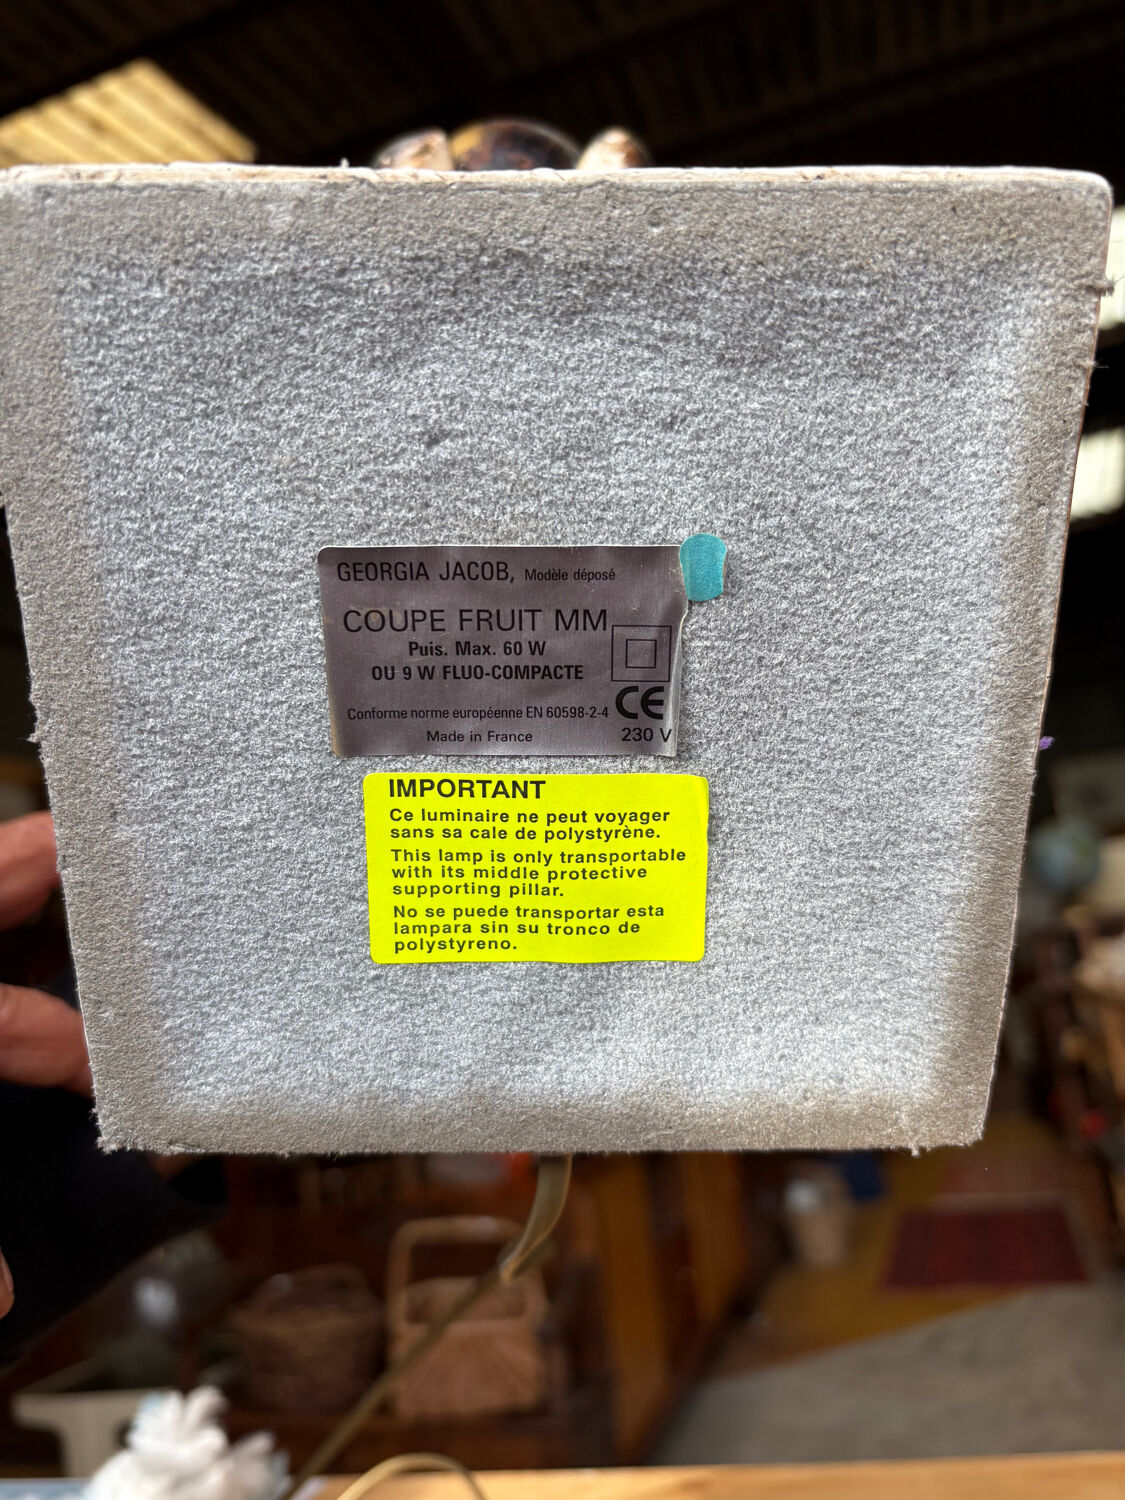 GEORGIA JACOB, Modèle déposé
COUPE FRUIT MM
Puis. Max. 60 W
OU 9 W FLUO-COMPACTE
CE
Conforme norme européenne EN 60598-2-4
Made in France
230 V
IMPORTANT
Ce luminaire ne peut voyager
sans sa cale de polystyrène.
This lamp is only transportable
with its middle protective
supporting pillar.
No se puede transportar esta
lampara sin su tronco de
polystyreno.